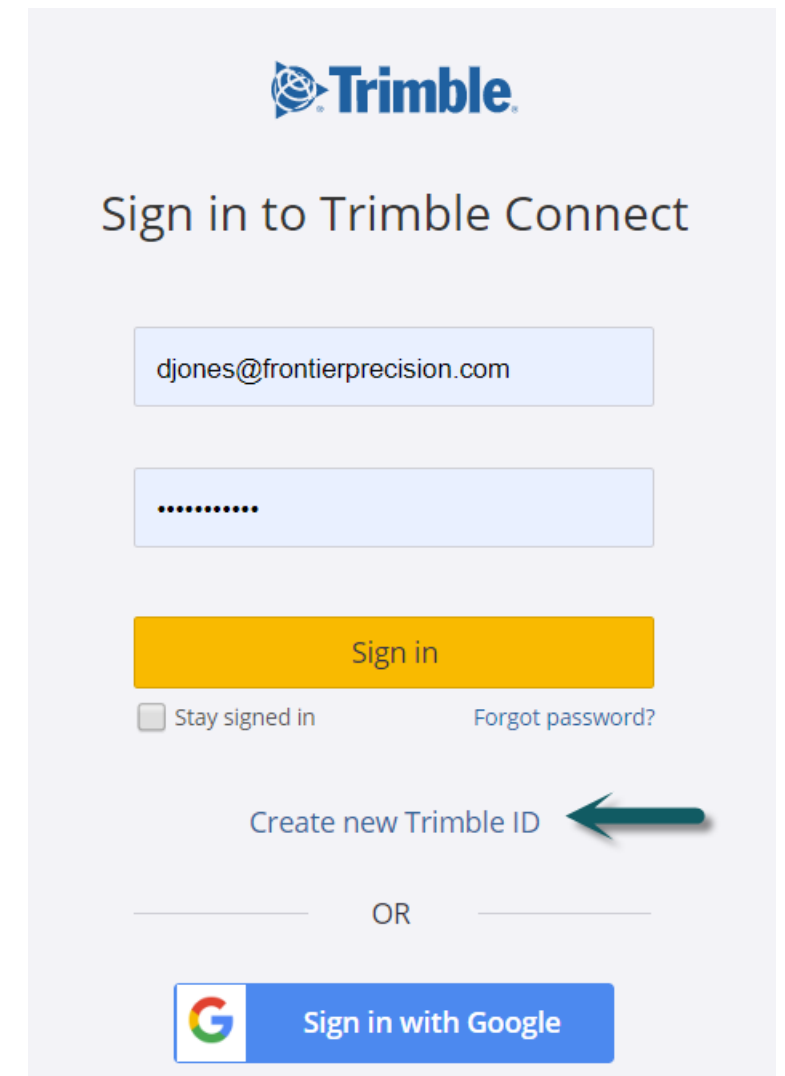 Trimble
Sign in to Trimble Connect
djones@frontierprecision.com
•••••••••••
Sign in
Stay signed in Forgot password?
Create new Trimble ID
OR
Sign in with Google